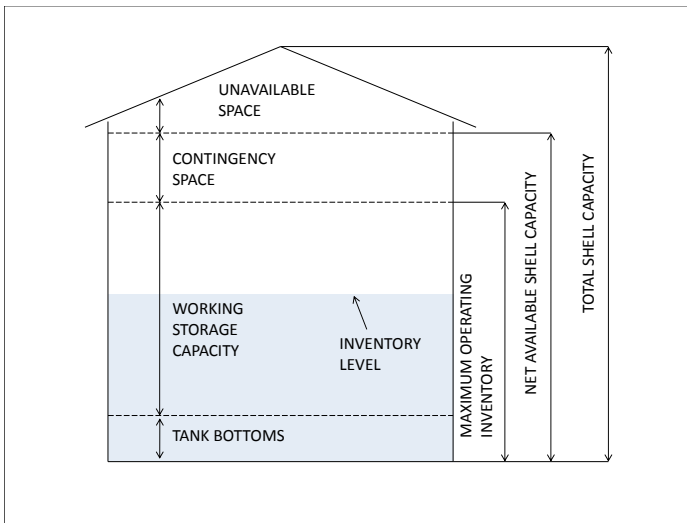 UNAVAILABLE
SPACE
CONTINGENCY
SPACE
WORKING
STORAGE
CAPACITY
INVENTORY
LEVEL
TANK BOTTOMS
MAXIMUM OPERATING
INVENTORY
NET AVAILABLE SHELL CAPACITY
TOTAL SHELL CAPACITY